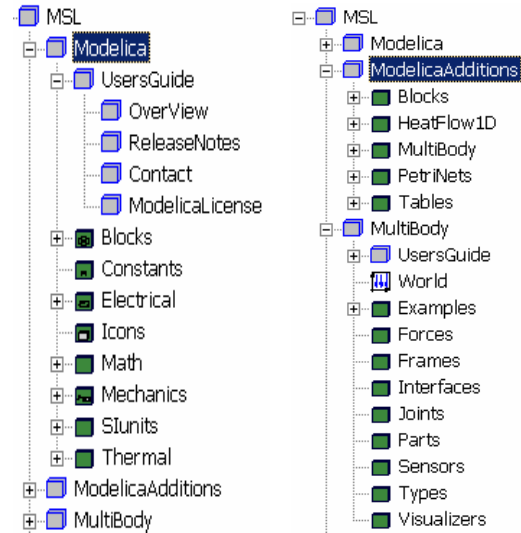 MSL
Modelica
UsersGuide
OverView
ReleaseNotes
Contact
ModelicaLicense
Blocks
Constants
Electrical
Icons
Math
Mechanics
SIunits
Thermal
ModelicaAdditions
MultiBody
MSL
Modelica
ModelicaAdditions
Blocks
HeatFlow1D
MultiBody
PetriNets
Tables
MultiBody
UsersGuide
World
Examples
Forces
Frames
Interfaces
Joints
Parts
Sensors
Types
Visualizers